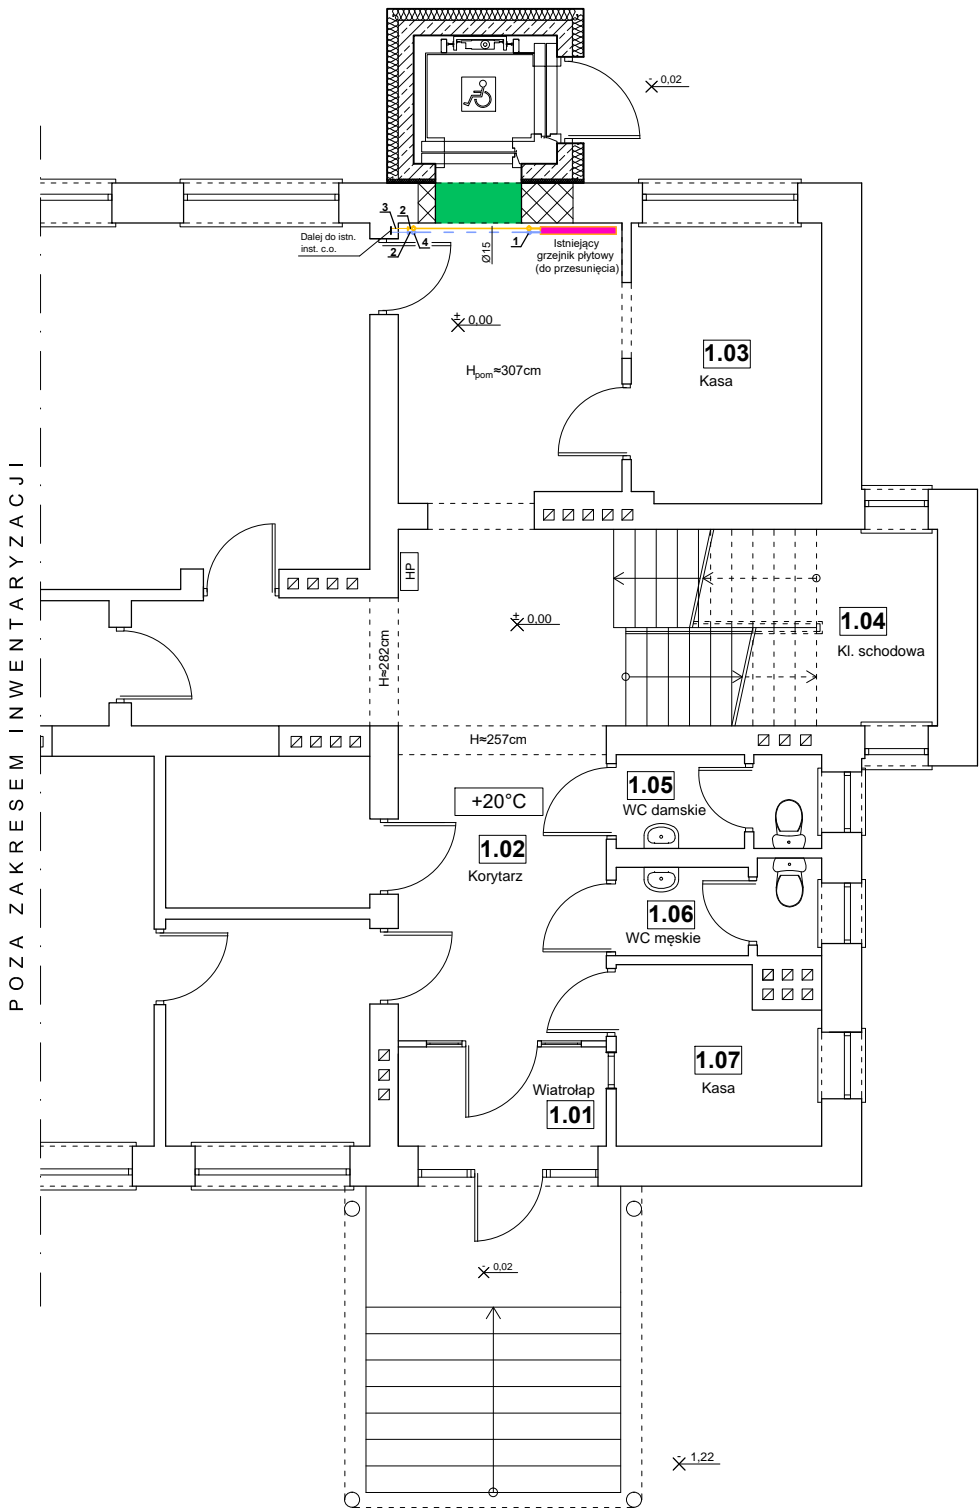 - 0,02
3
2
Dalej do istn.
inst. c.o.
2
4
Ø15
1
Istniejący
grzejnik płytowy
(do przesunięcia)
± 0,00
Hpom≈307cm
1.03
Kasa
POZA ZAKRESEM INWENTARYZACJI
HP
± 0,00
1.04
Kl. schodowa
H≈282cm
H≈257cm
+20°C
1.05
WC damskie
1.02
Korytarz
1.06
WC męskie
1.07
Kasa
Wiatrołap
1.01
- 0,02
- 1,22